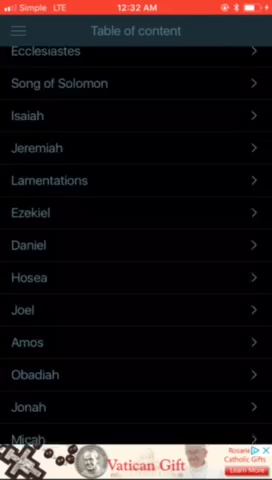 Simple LTE 12:32 AM
Table of content
Ecclesiastes
Song of Solomon
Isaiah
Jeremiah
Lamentations
Ezekiel
Daniel
Hosea
Joel
Amos
Obadiah
Jonah
Micah
Vatican Gift
Rosaria
Catholic Gifts
Learn More